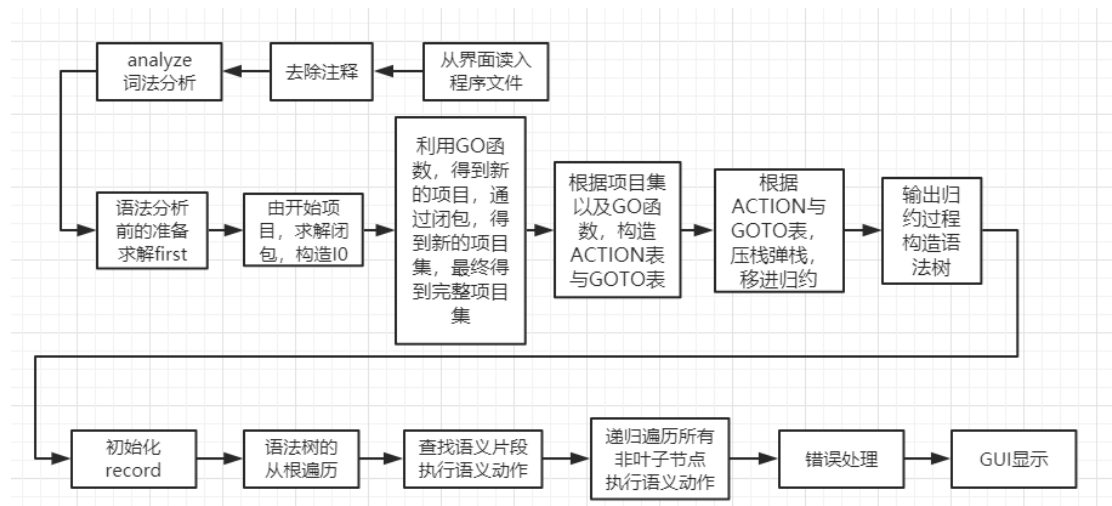 从界面读入
程序文件
去除注释
analyze
词法分析
语法分析
前的准备
求解first
由开始项
目，求解闭
包，构造I0
利用GO函
数，得到新
的项目，通
过闭包，得
到新的项目
集，最终得
到完整项目
集
根据项目集
以及GO函
数，构造
ACTION表
与GOTO表
根据
ACTION与
GOTO表，
压栈弹栈，
移进归约
输出归
约过程
构造语
法树
初始化
record
语法树的
从根遍历
查找语义片段
执行语义动作
递归遍历所有
非叶子节点
执行语义动作
错误处理
GUI显示